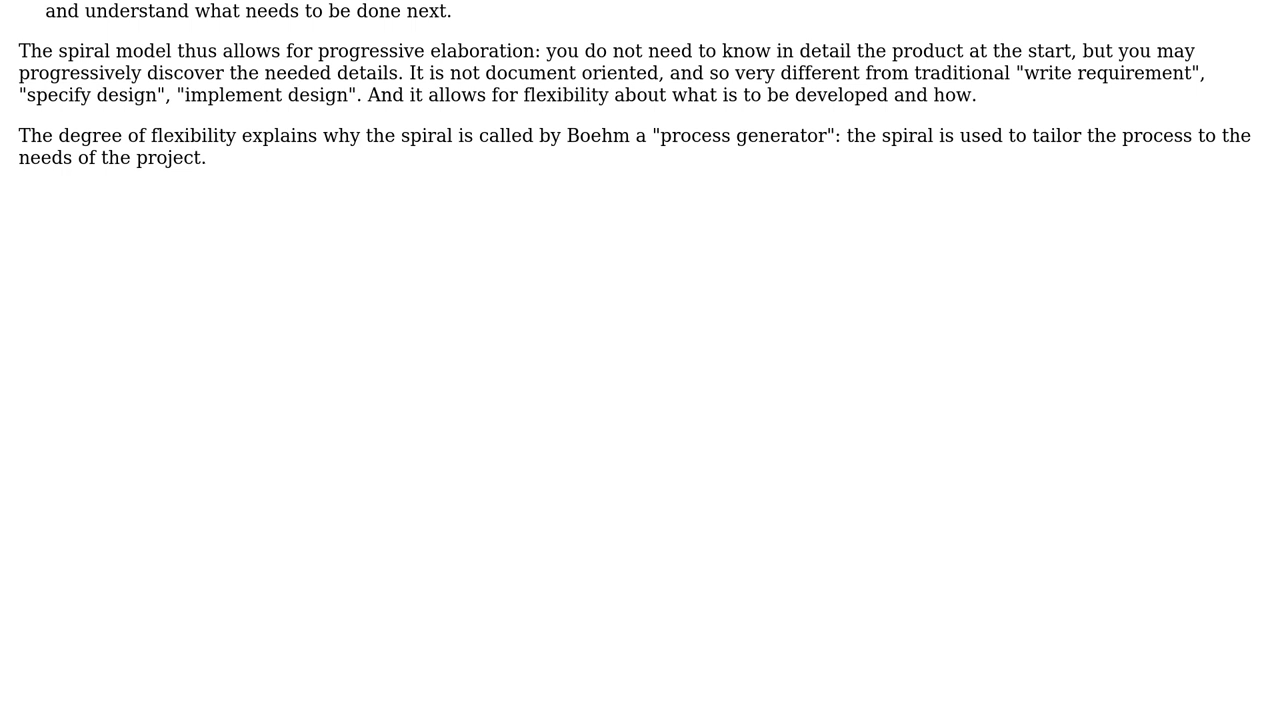 and understand what needs to be done next.
The spiral model thus allows for progressive elaboration: you do not need to know in detail the product at the start, but you may
progressively discover the needed details. It is not document oriented, and so very different from traditional "write requirement",
"specify design", "implement design". And it allows for flexibility about what is to be developed and how.
The degree of flexibility explains why the spiral is called by Boehm a "process generator": the spiral is used to tailor the process to the
needs of the project.